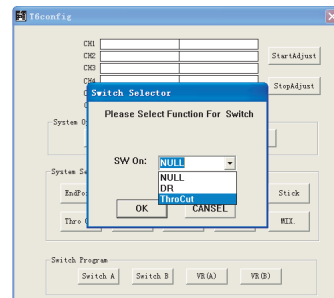 T6config
CH1
CH2
StartAdjust
CH3
CH4
StopAdjust
Switch Selector
Please Select Function For Switch
System
SW On: NULL
NULL
DR
ThroCut
System Se
EndPo
Stick
OK
CANSEL
Thro
MIX.
Switch Program
Switch A
Switch B
VR(A)
VR(B)